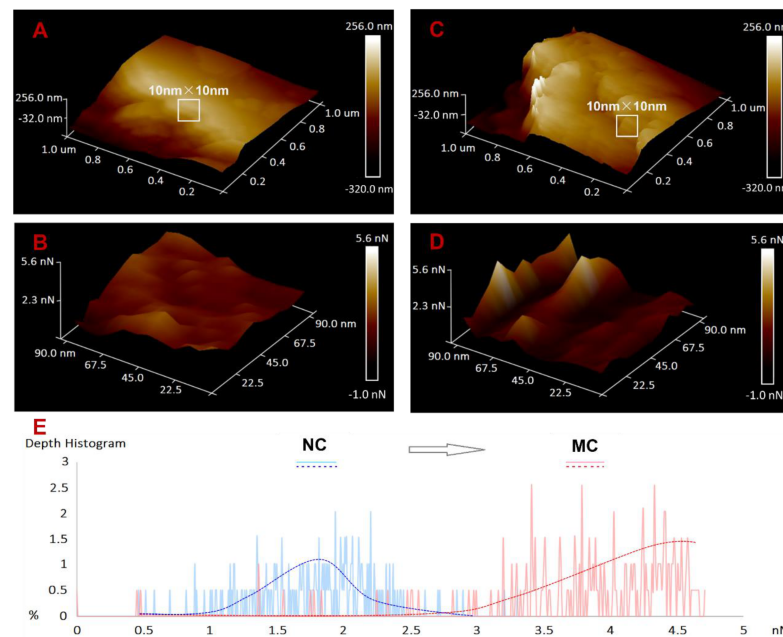 A
256.0 nm
10nm×10nm
256.0 nm
-32.0 nm
1.0 um
0.8
0.6
0.4
0.2
0.2
0.4
0.6
0.8
1.0 um
-320.0 nm
C
256.0 nm
10nm×10nm
256.0 nm
-32.0 nm
1.0 um
0.8
0.6
0.4
0.2
0.2
0.4
0.6
0.8
1.0 um
-320.0 nm
B
5.6 nN
5.6 nN
2.3 nN
90.0 nm
67.5
45.0
22.5
22.5
45.0
67.5
90.0 nm
-1.0 nN
D
5.6 nN
5.6 nN
2.3 nN
90.0 nm
67.5
45.0
22.5
22.5
45.0
67.5
90.0 nm
-1.0 nN
E
Depth Histogram
NC
MC
3
2.5
2
1.5
1
0.5
0
%
0 0.5 1 1.5 2 2.5 3 3.5 4 4.5 5